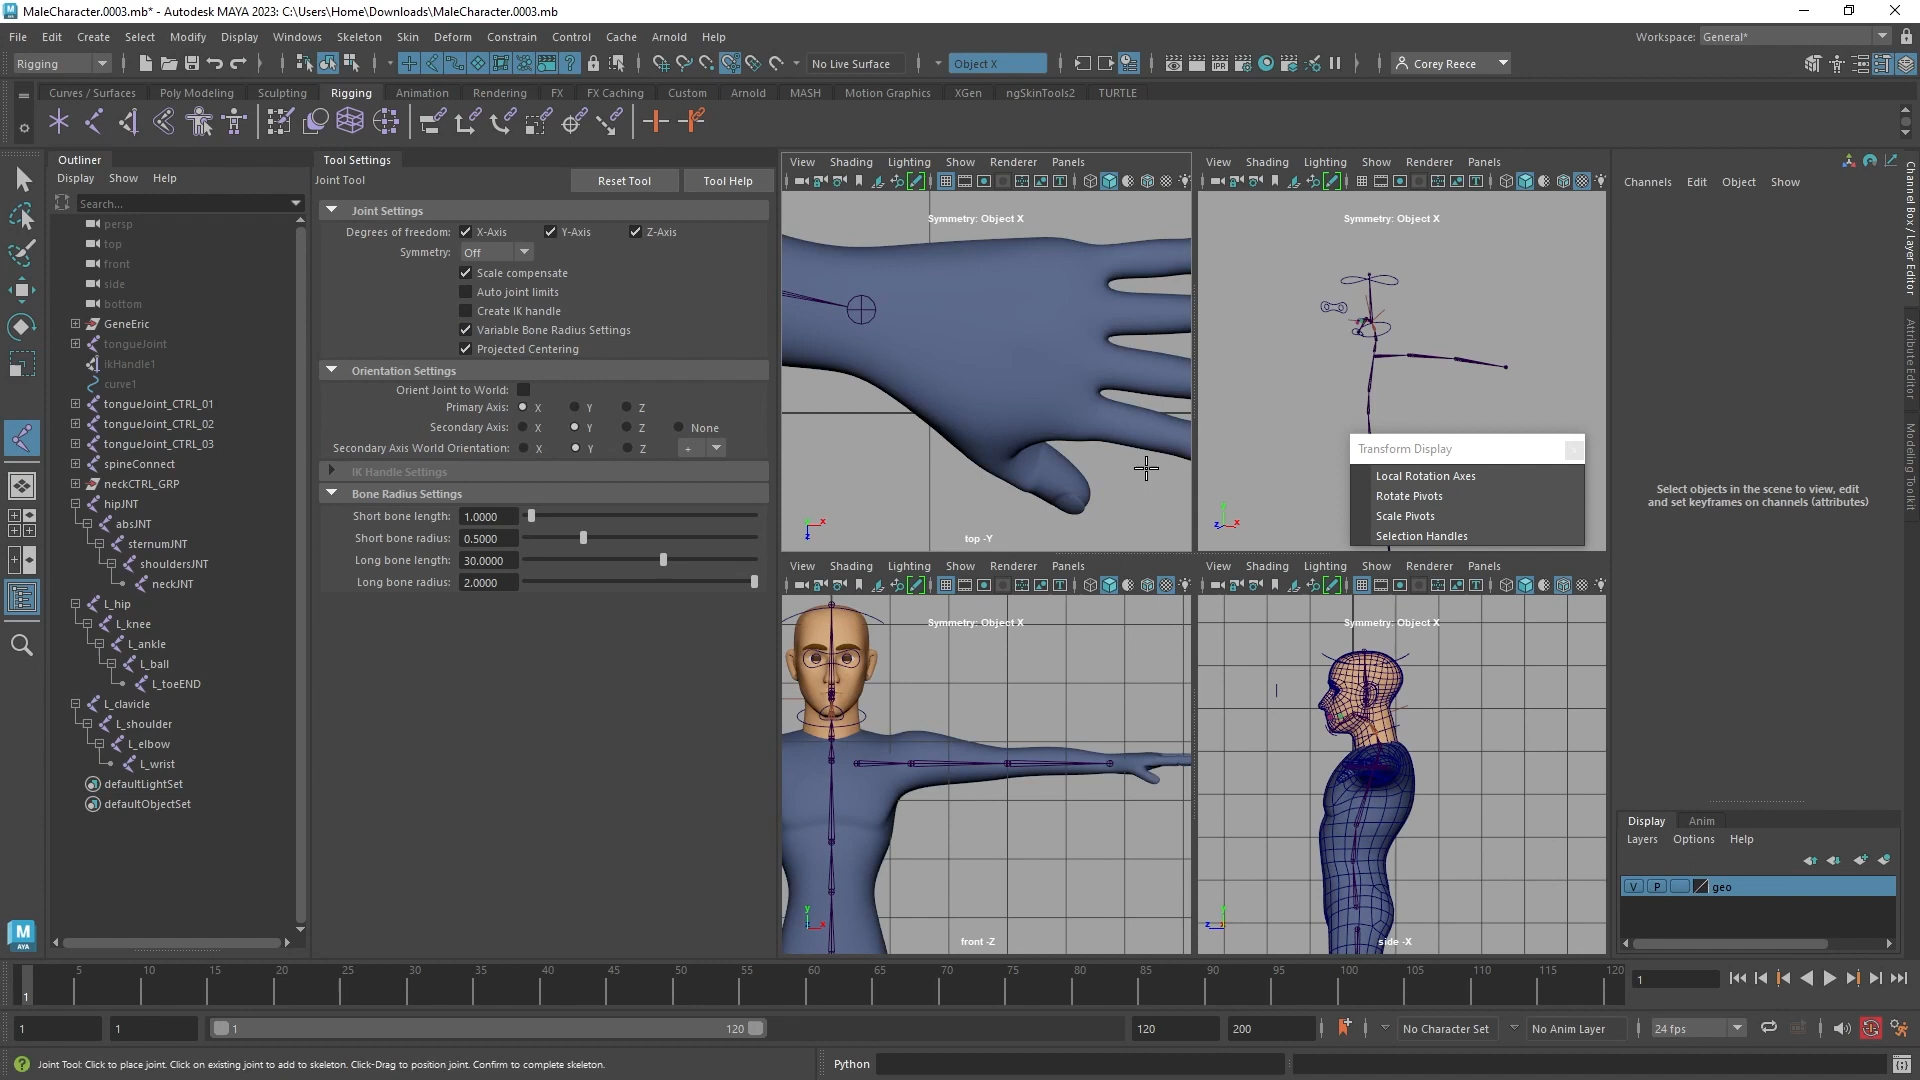 MaleCharacter.0003.mb* - Autodesk MAYA 2023: C:\Users\Home\Downloads\MaleCharacter.0003.mb
File Edit Create Select Modify Display Windows Skeleton Skin Deform Constrain Control Cache Arnold Help
Workspace: General*
Rigging
No Live Surface
Object X
Corey Reece
Curves / Surfaces Poly Modeling Sculpting Rigging Animation Rendering FX FX Caching Custom Arnold MASH Motion Graphics XGen ngSkinTools2 TURTLE
Outliner
Display Show Help
Search...
persp
top
front
side
bottom
GeneEric
tongueJoint
ikHandle1
curve1
tongueJoint_CTRL_01
tongueJoint_CTRL_02
tongueJoint_CTRL_03
spineConnect
neckCTRL_GRP
hipJNT
absJNT
sternumJNT
shouldersJNT
neckJNT
L_hip
L_knee
L_ankle
L_ball
L_toeEND
L_clavicle
L_shoulder
L_elbow
L_wrist
defaultLightSet
defaultObjectSet
Tool Settings
Joint Tool
Reset Tool
Tool Help
Joint Settings
Degrees of freedom: X-Axis Y-Axis Z-Axis
Symmetry: Off
Scale compensate
Auto joint limits
Create IK handle
Variable Bone Radius Settings
Projected Centering
Orientation Settings
Orient Joint to World:
Primary Axis: X Y Z
Secondary Axis: X Y Z None
Secondary Axis World Orientation: X Y Z +
IK Handle Settings
Bone Radius Settings
Short bone length: 1.0000
Short bone radius: 0.5000
Long bone length: 30.0000
Long bone radius: 2.0000
View Shading Lighting Show Renderer Panels
Symmetry: Object X
x
z
top -Y
View Shading Lighting Show Renderer Panels
Symmetry: Object X
Transform Display
Local Rotation Axes
Rotate Pivots
Scale Pivots
Selection Handles
y
z
x
View Shading Lighting Show Renderer Panels
Symmetry: Object X
y
x
front -Z
View Shading Lighting Show Renderer Panels
Symmetry: Object X
y
z
side -X
Channels Edit Object Show
Select objects in the scene to view, edit
and set keyframes on channels (attributes)
Channel Box / Layer Editor
Attribute Editor
Modeling Toolkit
Display Anim
Layers Options Help
V P geo
5 10 15 20 25 30 35 40 45 50 55 60 65 70 75 80 85 90 95 100 105 110 115 120
1
1
1
1
1
120
120
200
No Character Set
No Anim Layer
24 fps
Joint Tool: Click to place joint. Click on existing joint to add to skeleton. Click-Drag to position joint. Confirm to complete skeleton.
Python